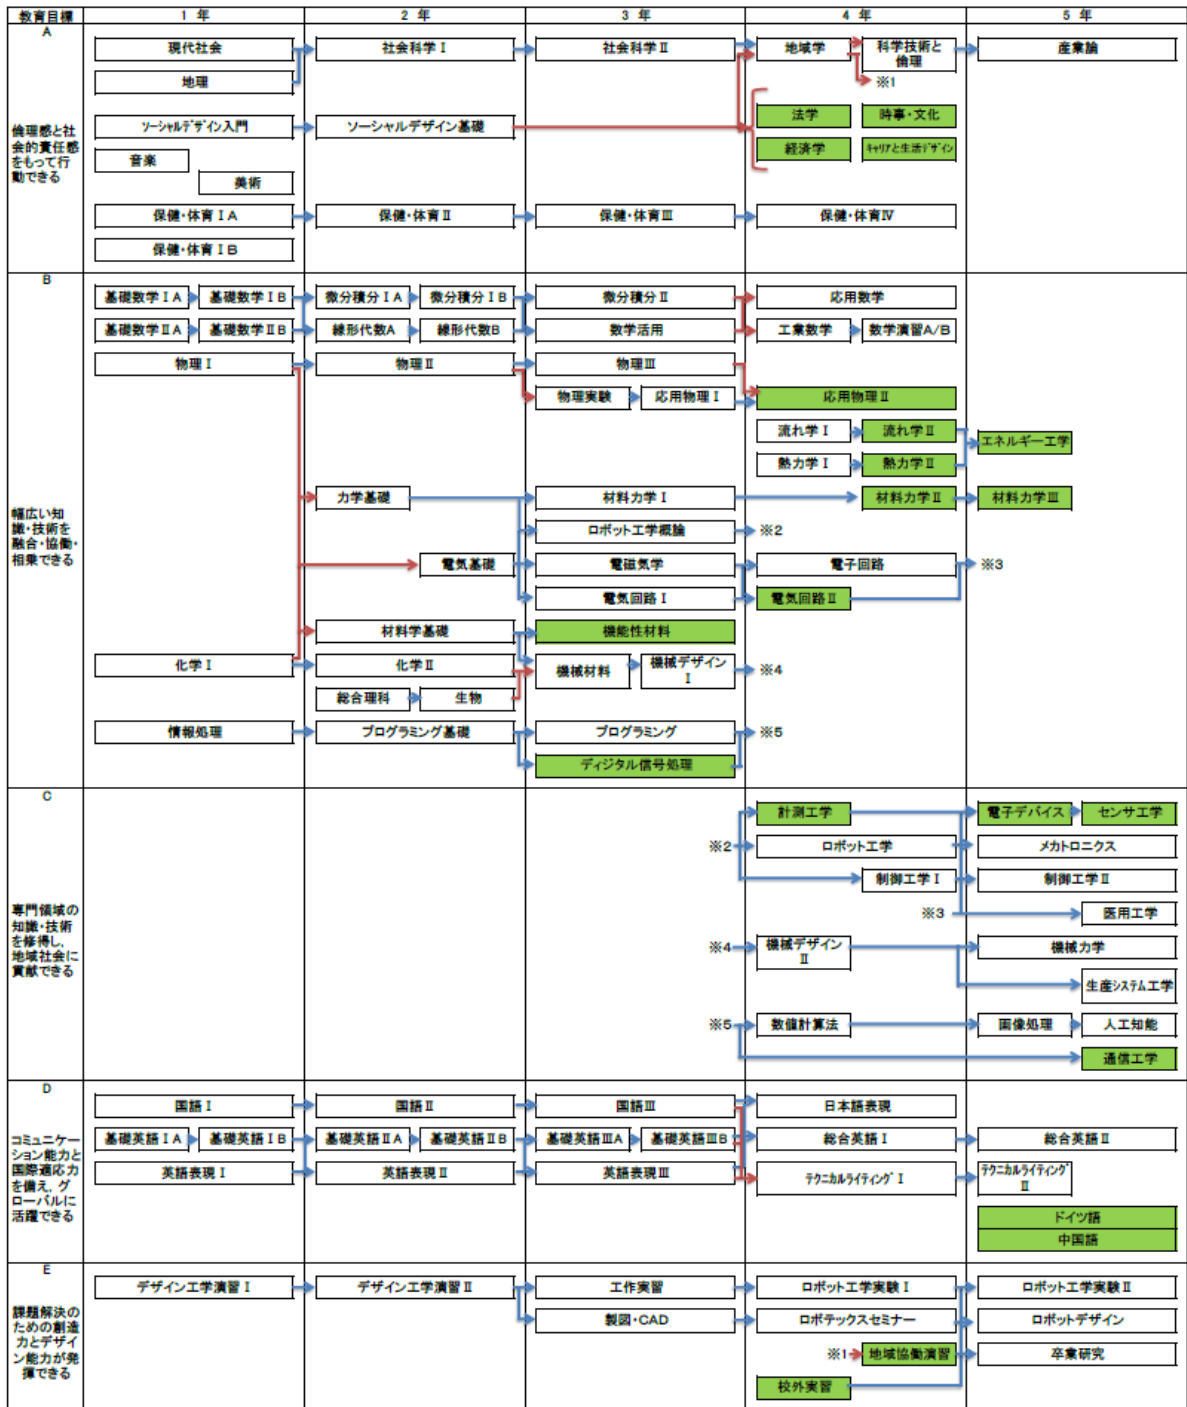 教育目標
1 年
2 年
3 年
4 年
5 年
A
倫理感と社
会的責任感
をもって行
動できる
現代社会
社会科学Ⅰ
社会科学Ⅱ
地域学
科学技術と
倫理
産業論
地理
※1
ソーシャルデザイン入門
ソーシャルデザイン基礎
法学
時事・文化
経済学
キャリアと生活デザイン
音楽
美術
保健・体育ⅠA
保健・体育Ⅱ
保健・体育Ⅲ
保健・体育Ⅳ
保健・体育ⅠB
B
幅広い知
識・技術を
融合・協働・
相乗できる
基礎数学ⅠA
基礎数学ⅠB
微分積分ⅠA
微分積分ⅠB
微分積分Ⅱ
応用数学
基礎数学ⅡA
基礎数学ⅡB
線形代数A
線形代数B
数学活用
工業数学
数学演習A/B
物理Ⅰ
物理Ⅱ
物理Ⅲ
物理実験
応用物理Ⅰ
応用物理Ⅱ
流れ学Ⅰ
流れ学Ⅱ
エネルギー工学
熱力学Ⅰ
熱力学Ⅱ
力学基礎
材料力学Ⅰ
材料力学Ⅱ
材料力学Ⅲ
ロボット工学概論
※2
電気基礎
電磁気学
電子回路
※3
電気回路Ⅰ
電気回路Ⅱ
材料学基礎
機能性材料
化学Ⅰ
化学Ⅱ
機械材料
機械デザイン
Ⅰ
※4
総合理科
生物
情報処理
プログラミング基礎
プログラミング
※5
ディジタル信号処理
C
専門領域の
知識・技術
を修得し、
地域社会に
貢献できる
計測工学
電子デバイス
センサ工学
※2
ロボット工学
メカトロニクス
制御工学Ⅰ
制御工学Ⅱ
※3
医用工学
※4
機械デザイン
Ⅱ
機械力学
生産システム工学
※5
数値計算法
画像処理
人工知能
通信工学
D
コミュニケー
ション能力と
国際適応力
を備え、グ
ローバルに
活躍できる
国語Ⅰ
国語Ⅱ
国語Ⅲ
日本語表現
基礎英語ⅠA
基礎英語ⅠB
基礎英語ⅡA
基礎英語ⅡB
基礎英語ⅢA
基礎英語ⅢB
総合英語Ⅰ
総合英語Ⅱ
英語表現Ⅰ
英語表現Ⅱ
英語表現Ⅲ
テクニカルライティングⅠ
テクニカルライティング
Ⅱ
ドイツ語
中国語
E
課題解決の
ための創造
力とデザイ
ン能力が発
揮できる
デザイン工学演習Ⅰ
デザイン工学演習Ⅱ
工作実習
ロボット工学実験Ⅰ
ロボット工学実験Ⅱ
製図・CAD
ロボテックスセミナー
ロボットデザイン
※1
地域協働演習
卒業研究
校外実習